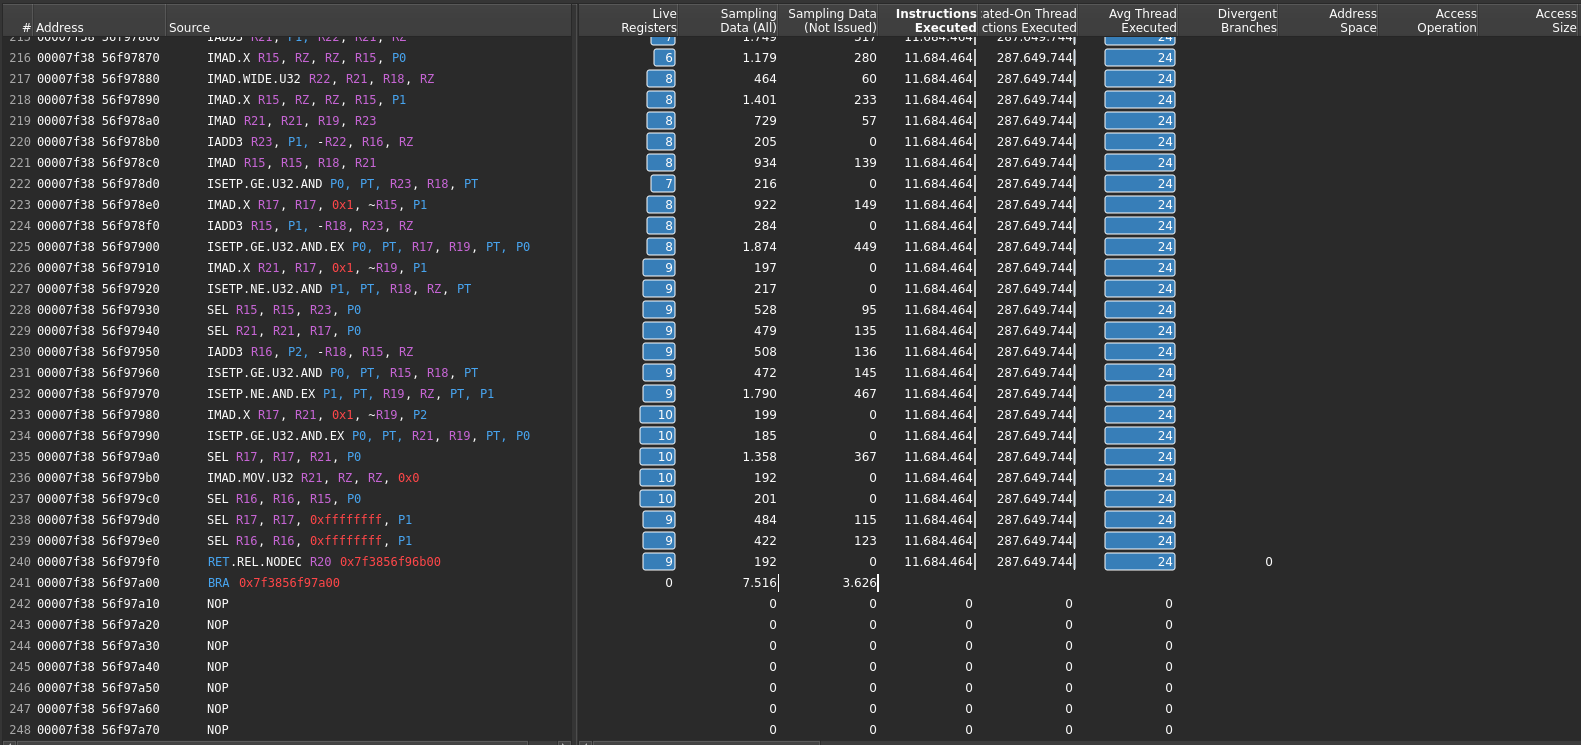 # Address Source Live Registers Sampling Data (All) Sampling Data (Not Issued) Instructions Executed :ated-On Thread ctions Executed Avg Thread Executed Divergent Branches Address Space Access Operation Access Size
215 00007f38 56f97860 IADD3 R21, P1, R22, R21, RZ 7 1.749 317 11.684.464 287.649.744 24
216 00007f38 56f97870 IMAD.X R15, RZ, RZ, R15, P0 6 1.179 280 11.684.464 287.649.744 24
217 00007f38 56f97880 IMAD.WIDE.U32 R22, R21, R18, RZ 8 464 60 11.684.464 287.649.744 24
218 00007f38 56f97890 IMAD.X R15, RZ, RZ, R15, P1 8 1.401 233 11.684.464 287.649.744 24
219 00007f38 56f978a0 IMAD R21, R21, R19, R23 8 729 57 11.684.464 287.649.744 24
220 00007f38 56f978b0 IADD3 R23, P1, -R22, R16, RZ 8 205 0 11.684.464 287.649.744 24
221 00007f38 56f978c0 IMAD R15, R15, R18, R21 8 934 139 11.684.464 287.649.744 24
222 00007f38 56f978d0 ISETP.GE.U32.AND P0, PT, R23, R18, PT 7 216 0 11.684.464 287.649.744 24
223 00007f38 56f978e0 IMAD.X R17, R17, 0x1, ~R15, P1 8 922 149 11.684.464 287.649.744 24
224 00007f38 56f978f0 IADD3 R15, P1, -R18, R23, RZ 8 284 0 11.684.464 287.649.744 24
225 00007f38 56f97900 ISETP.GE.U32.AND.EX P0, PT, R17, R19, PT, P0 8 1.874 449 11.684.464 287.649.744 24
226 00007f38 56f97910 IMAD.X R21, R17, 0x1, ~R19, P1 9 197 0 11.684.464 287.649.744 24
227 00007f38 56f97920 ISETP.NE.U32.AND P1, PT, R18, RZ, PT 9 217 0 11.684.464 287.649.744 24
228 00007f38 56f97930 SEL R15, R15, R23, P0 9 528 95 11.684.464 287.649.744 24
229 00007f38 56f97940 SEL R21, R21, R17, P0 9 479 135 11.684.464 287.649.744 24
230 00007f38 56f97950 IADD3 R16, P2, -R18, R15, RZ 9 508 136 11.684.464 287.649.744 24
231 00007f38 56f97960 ISETP.GE.U32.AND P0, PT, R15, R18, PT 9 472 145 11.684.464 287.649.744 24
232 00007f38 56f97970 ISETP.NE.AND.EX P1, PT, R19, RZ, PT, P1 9 1.790 467 11.684.464 287.649.744 24
233 00007f38 56f97980 IMAD.X R17, R21, 0x1, ~R19, P2 10 199 0 11.684.464 287.649.744 24
234 00007f38 56f97990 ISETP.GE.U32.AND.EX P0, PT, R21, R19, PT, P0 10 185 0 11.684.464 287.649.744 24
235 00007f38 56f979a0 SEL R17, R17, R21, P0 10 1.358 367 11.684.464 287.649.744 24
236 00007f38 56f979b0 IMAD.MOV.U32 R21, RZ, RZ, 0x0 10 192 0 11.684.464 287.649.744 24
237 00007f38 56f979c0 SEL R16, R16, R15, P0 10 201 0 11.684.464 287.649.744 24
238 00007f38 56f979d0 SEL R17, R17, 0xffffffff, P1 9 484 115 11.684.464 287.649.744 24
239 00007f38 56f979e0 SEL R16, R16, 0xffffffff, P1 9 422 123 11.684.464 287.649.744 24
240 00007f38 56f979f0 RET.REL.NODEC R20 0x7f3856f96b00 9 192 0 11.684.464 287.649.744 24 0
241 00007f38 56f97a00 BRA 0x7f3856f97a00 0 7.516 3.626
242 00007f38 56f97a10 NOP 0 0 0 0 0
243 00007f38 56f97a20 NOP 0 0 0 0 0
244 00007f38 56f97a30 NOP 0 0 0 0 0
245 00007f38 56f97a40 NOP 0 0 0 0 0
246 00007f38 56f97a50 NOP 0 0 0 0 0
247 00007f38 56f97a60 NOP 0 0 0 0 0
248 00007f38 56f97a70 NOP 0 0 0 0 0